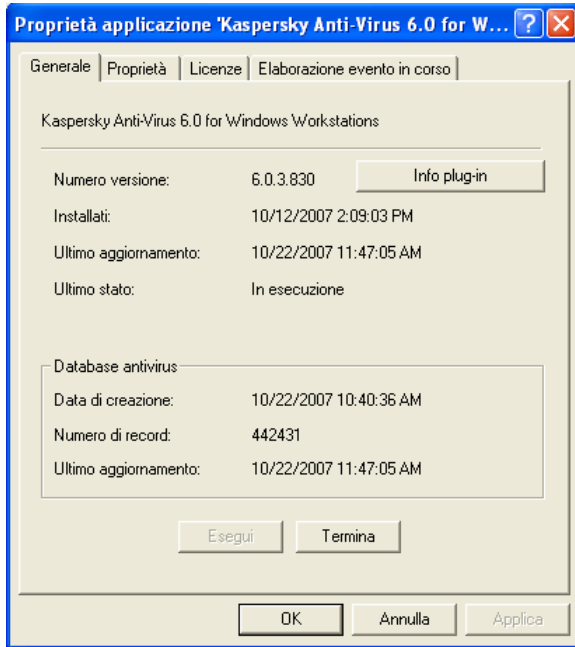 Proprietà applicazione 'Kaspersky Anti-Virus 6.0 for W...
Generale Proprietà Licenze Elaborazione evento in corso
Kaspersky Anti-Virus 6.0 for Windows Workstations
Numero versione: 6.0.3.830 Info plug-in
Installati: 10/12/2007 2:09:03 PM
Ultimo aggiornamento: 10/22/2007 11:47:05 AM
Ultimo stato: In esecuzione
Database antivirus
Data di creazione: 10/22/2007 10:40:36 AM
Numero di record: 442431
Ultimo aggiornamento: 10/22/2007 11:47:05 AM
Esegui Termina
OK Annulla Applica